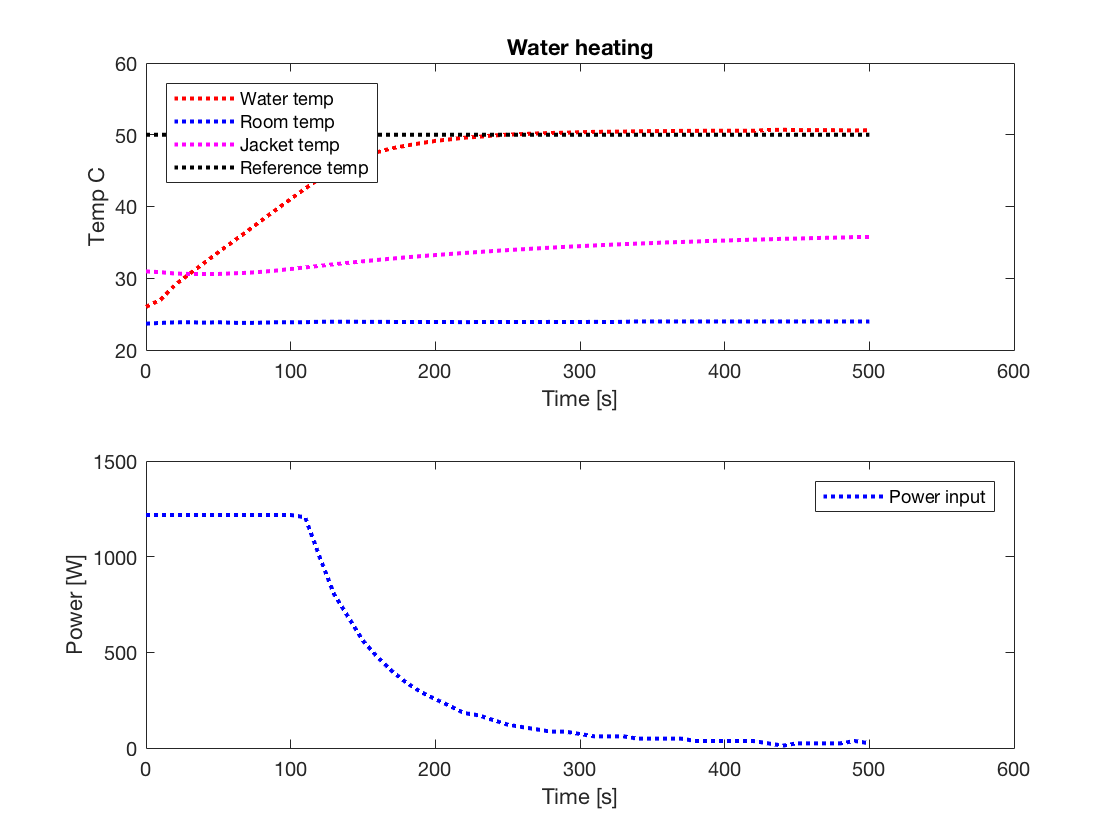 Water heating
60
50
40
30
20
Temp C
Water temp
Room temp
Jacket temp
Reference temp
0 100 200 300 400 500 600
Time [s]
1500
1000
500
0
Power [W]
Power input
0 100 200 300 400 500 600
Time [s]